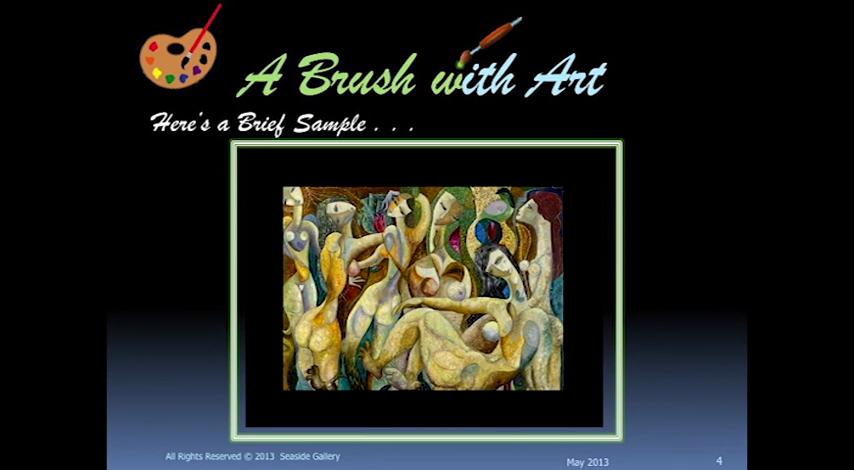 A Brush with Art
Here's a Brief Sample . . .
All Rights Reserved © 2013 Seaside Gallery
May 2013
4